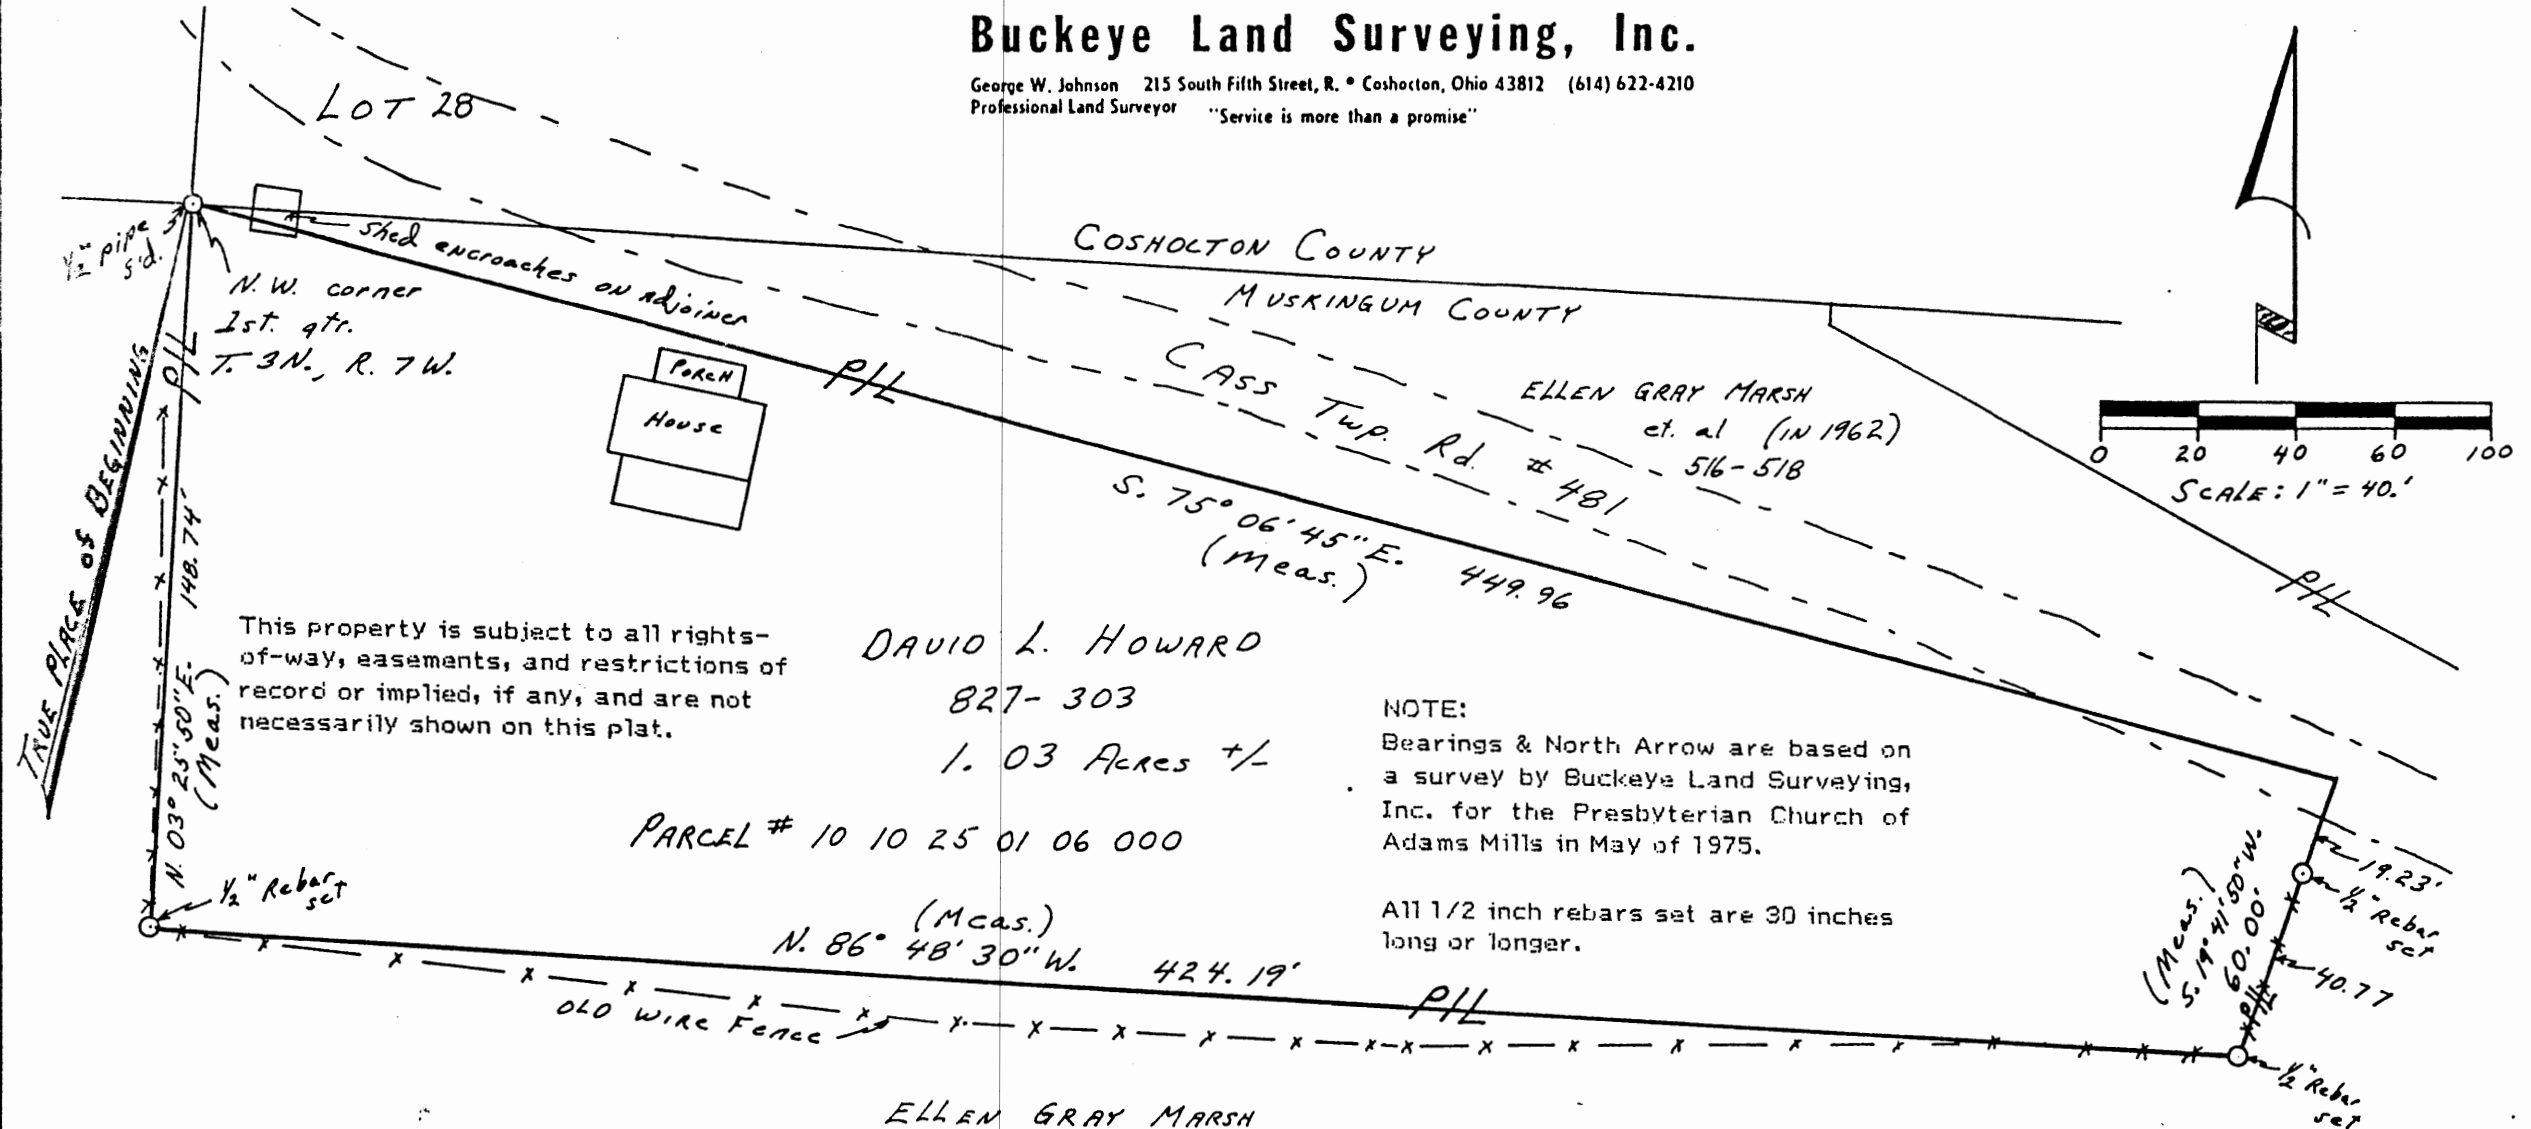 Buckeye Land Surveying, Inc.
George W. Johnson 215 South Fifth Street, R. • Coshocton, Ohio 43812 (614) 622-4210
Professional Land Surveyor "Service is more than a promise"
LOT 28
½" pipe
f'd.
N.W. corner
1st. qtr.
T. 3N., R. 7W.
TRUE PLACE of BEGINNING
Shed encroaches on adjoiner
COSHOCTON COUNTY
MUSKINGUM COUNTY
CASS Twp. Rd. # 481
ELLEN GRAY MARSH
et. al (IN 1962)
516-518
0 20 40 60 100
SCALE: 1" = 40.'
PORCH
House
P/L
P/L
P/L
S. 75° 06' 45" E. 449.96
(Meas.)
N. 03° 25' 50" E. 148.74'
(Meas.)
This property is subject to all rights-
of-way, easements, and restrictions of
record or implied, if any, and are not
necessarily shown on this plat.
DAVID L. HOWARD
827- 303
1.03 Acres +/-
PARCEL # 10 10 25 01 06 000
NOTE:
Bearings & North Arrow are based on
a survey by Buckeye Land Surveying,
Inc. for the Presbyterian Church of
Adams Mills in May of 1975.
All 1/2 inch rebars set are 30 inches
long or longer.
½" Rebar
set
(Meas.)
N. 86° 48' 30" W. 424.19'
P/L
OLD WIRE Fence
(Meas.)
S. 19° 41' 50" W.
60.00'
P/L
19.23'
½" Rebar
set
40.77
½" Rebar
set
ELLEN GRAY MARSH